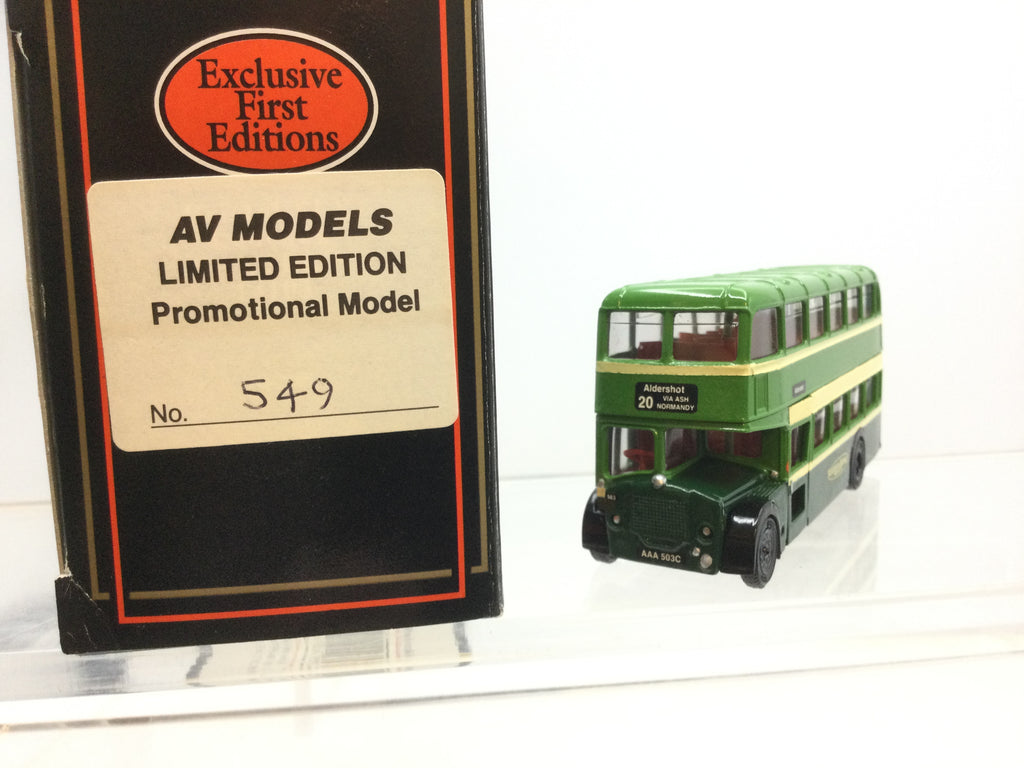 Exclusive
First
Editions
AV MODELS
LIMITED EDITION
Promotional Model
No. 549
Aldershot
20 VIA ASH
NORMANDY
AAA 503C